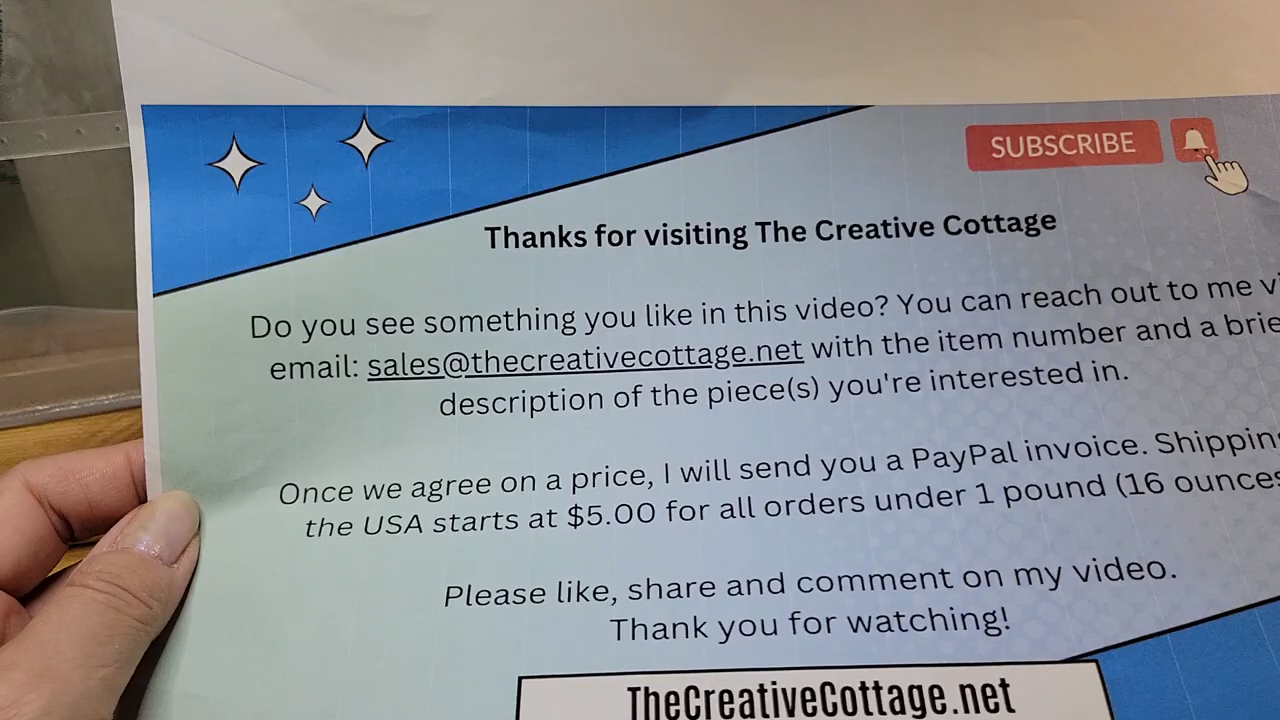 SUBSCRIBE
Thanks for visiting The Creative Cottage
Do you see something you like in this video? You can reach out to me
email: sales@thecreativecottage.net with the item number and a
description of the piece(s) you're interested in.
Once we agree on a price, I will send you a PayPal invoice.
the USA starts at $5.00 for all orders under 1 pound (16 ounces
Please like, share and comment on my video.
Thank you for watching!
TheCreativeCottage.net